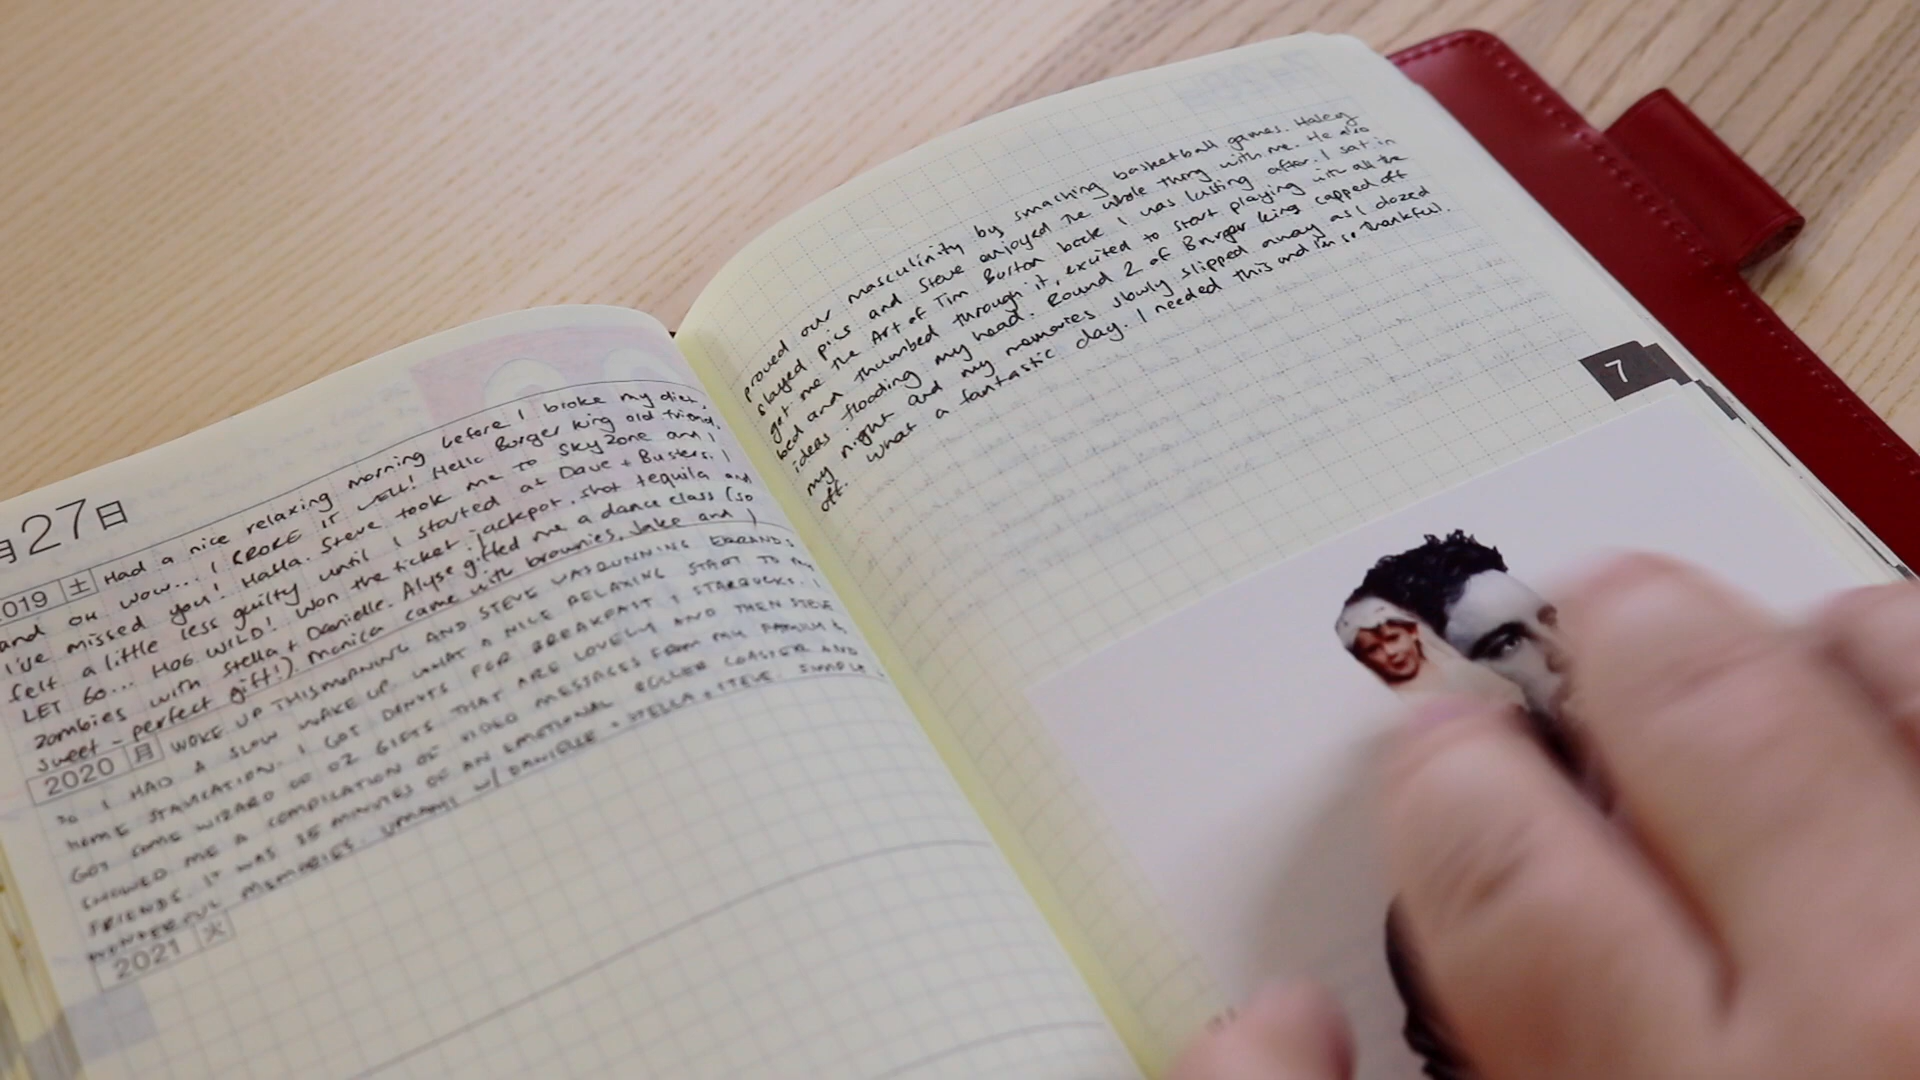 月27日
2019 土 Had a nice relaxing morning before I broke my diet,
and OH WOW... I BROKE IT WELL! Hello Burger King old friend,
I've missed you! Haha. Steve took me to SkyZone and I
felt a little less guilty until I started at Dave + Busters. I
LET GO... HOG WILD! Won the ticket jackpot, shot tequila and
zombies with Stella + Danielle. Alyse gifted me a dance class (so
sweet - perfect gift!). Monica came with brownies. Jake and I
2020 月 WOKE UP THIS MORNING AND STEVE WAS RUNNING ERRANDS
SO I HAD A SLOW WAKE UP. WHAT A NICE RELAXING START TO MY
HOME STAYCATION. I GOT DENNYS FOR BREAKFAST & STARBUCKS. I
GOT SOME WIZARD OF OZ GIFTS THAT ARE LOVELY AND THEN STEVE
SHOWED ME A COMPILATION OF VIDEO MESSAGES FROM MY FAMILY &
FRIENDS. IT WAS 35 MINUTES OF AN EMOTIONAL ROLLER COASTER AND
WONDERFUL MEMORIES. W/ DANIELLE + STELLA + STEVE. SIMPLE
2021 火
proved our masculinity by smashing basketball games. Haley
slayed pics and Steve enjoyed the whole thing with me. He also
got me the Art of Tim Burton book I was lusting after. I sat in
bed and thumbed through it, excited to start playing with all the
ideas flooding my head. Round 2 of Burger King capped off
my night and my memories slowly slipped away as I dozed
off. What a fantastic day. I needed this and I'm so thankful.
7